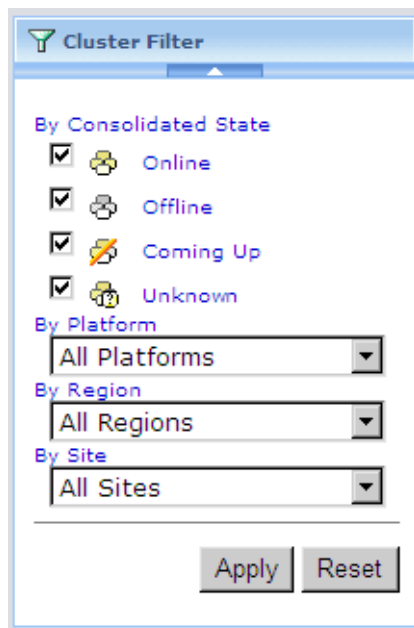 Cluster Filter
By Consolidated State
Online
Offline
Coming Up
Unknown
By Platform
All Platforms
By Region
All Regions
By Site
All Sites
Apply Reset